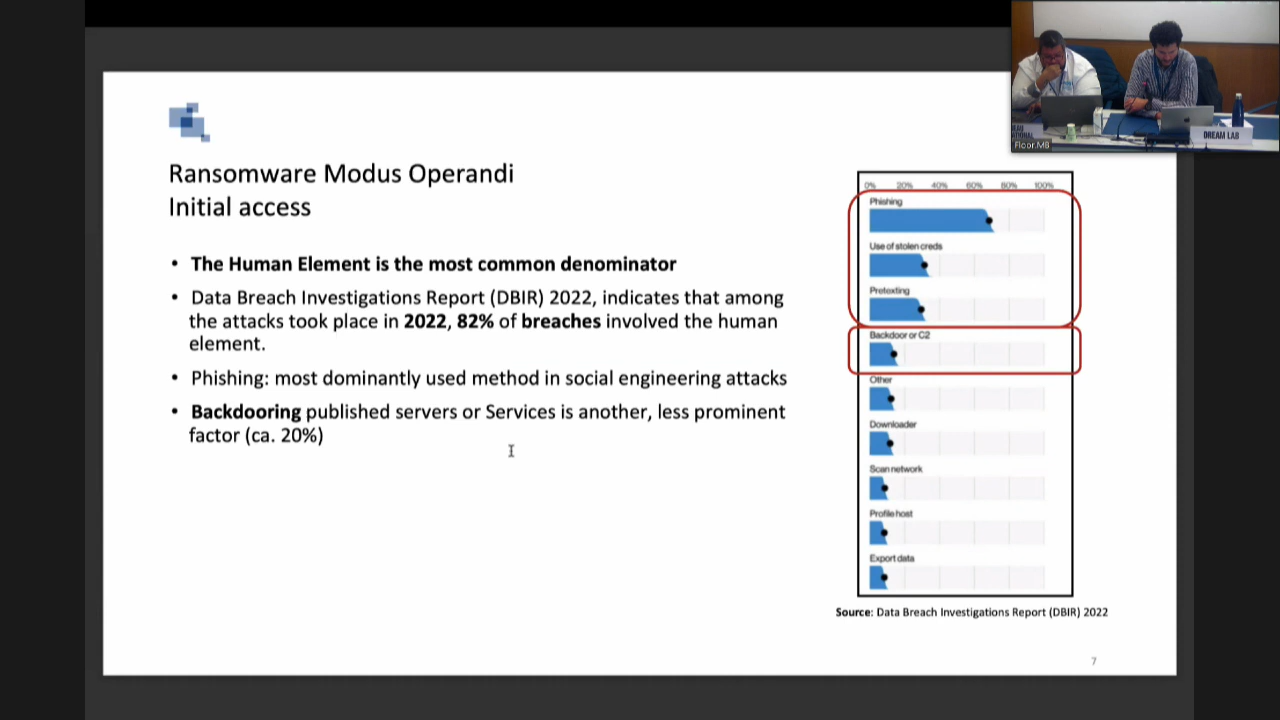 Ransomware Modus Operandi
Initial access
• The Human Element is the most common denominator
• Data Breach Investigations Report (DBIR) 2022, indicates that among
the attacks took place in 2022, 82% of breaches involved the human
element.
• Phishing: most dominantly used method in social engineering attacks
• Backdooring published servers or Services is another, less prominent
factor (ca. 20%)
0% 20% 40% 60% 80% 100%
Phishing
Use of stolen creds
Pretexting
Backdoor or C2
Other
Downloader
Scan network
Profile host
Export data
Source: Data Breach Investigations Report (DBIR) 2022
7
DREAM LAB
Floor.MB